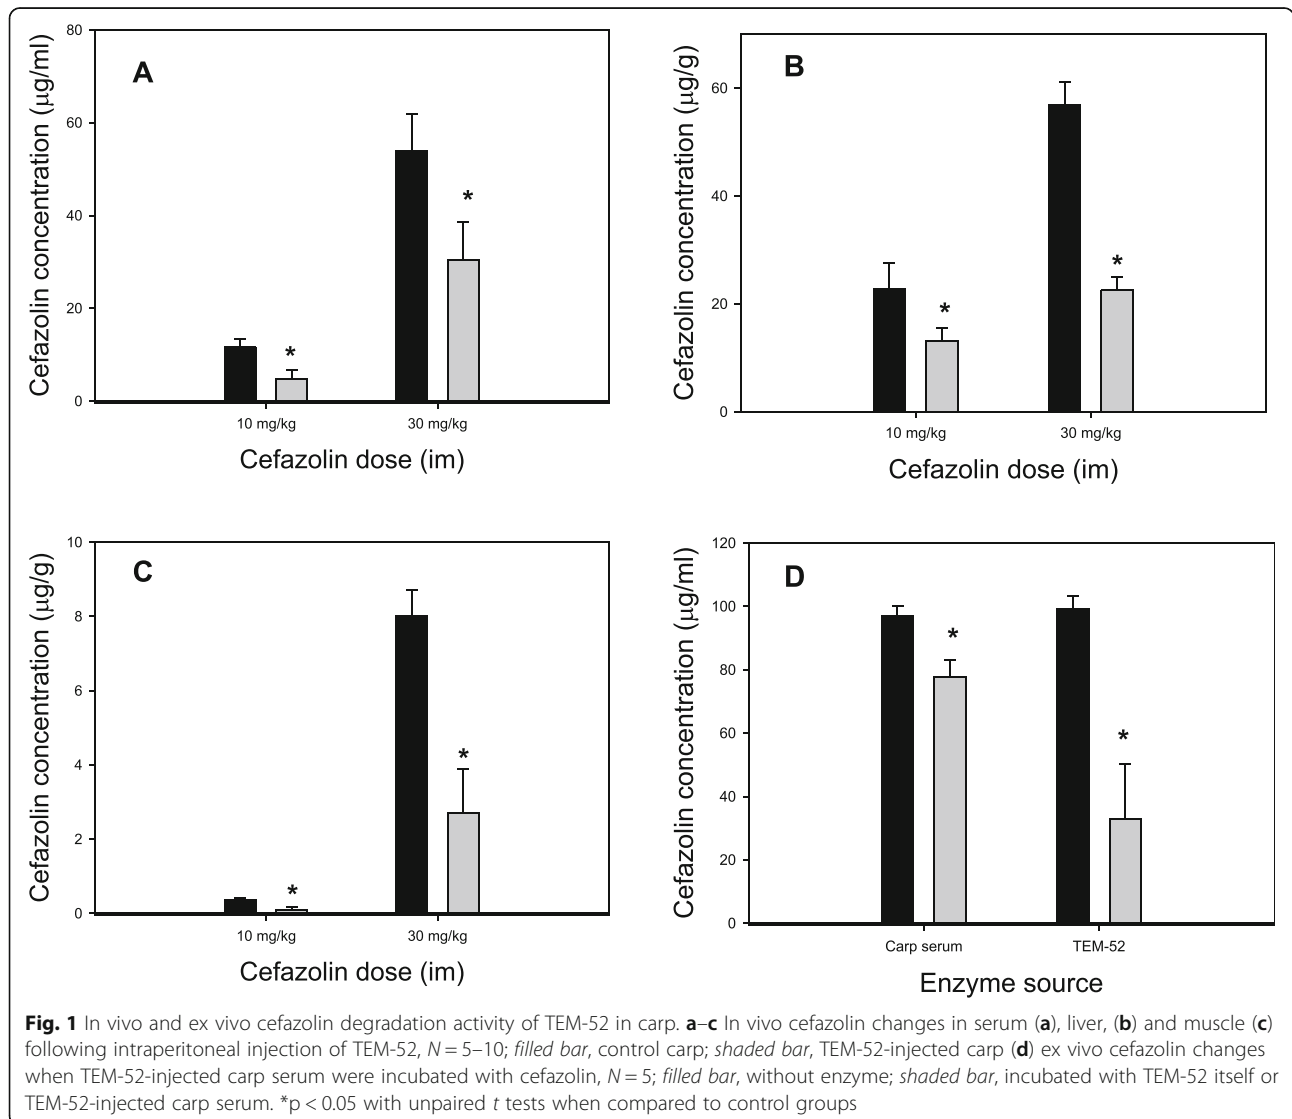 A
Cefazolin concentration (µg/ml)
80
60
40
20
0
*
*
10 mg/kg
30 mg/kg
Cefazolin dose (im)
B
Cefazolin concentration (µg/g)
60
40
20
0
*
*
10 mg/kg
30 mg/kg
Cefazolin dose (im)
C
Cefazolin concentration (µg/g)
10
8
6
4
2
0
*
*
10 mg/kg
30 mg/kg
Cefazolin dose (im)
D
Cefazolin concentration (µg/ml)
120
100
80
60
40
20
0
*
*
Carp serum
TEM-52
Enzyme source
Fig. 1 In vivo and ex vivo cefazolin degradation activity of TEM-52 in carp. a–c In vivo cefazolin changes in serum (a), liver, (b) and muscle (c)
following intraperitoneal injection of TEM-52, N = 5–10; filled bar, control carp; shaded bar, TEM-52-injected carp (d) ex vivo cefazolin changes
when TEM-52-injected carp serum were incubated with cefazolin, N = 5; filled bar, without enzyme; shaded bar, incubated with TEM-52 itself or
TEM-52-injected carp serum. *p < 0.05 with unpaired t tests when compared to control groups